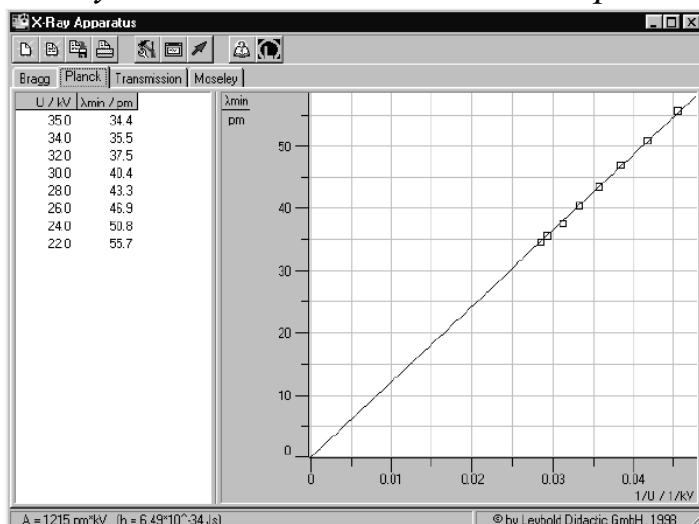 X-Ray Apparatus
Bragg Planck Transmission Moseley
U / kV λmin / pm
35.0 34.4
34.0 35.5
32.0 37.5
30.0 40.4
28.0 43.3
26.0 46.9
24.0 50.8
22.0 55.7
λmin
pm
50
40
30
20
10
0
0 0.01 0.02 0.03 0.04
1/U / 1/kV
A = 1215 pm*kV (h = 6.49*10^-34 Js)
© by Leybold Didactic GmbH, 1998